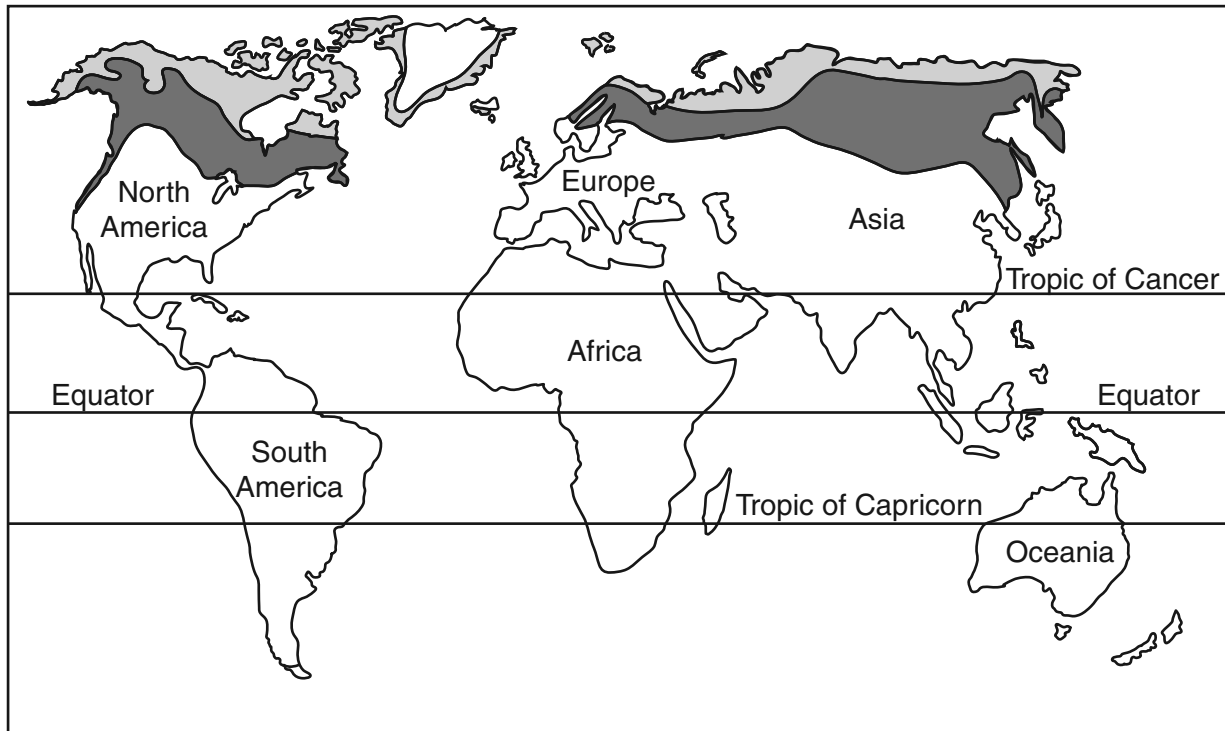 North
America
Europe
Asia
Tropic of Cancer
Africa
Equator
Equator
South
America
Tropic of Capricorn
Oceania